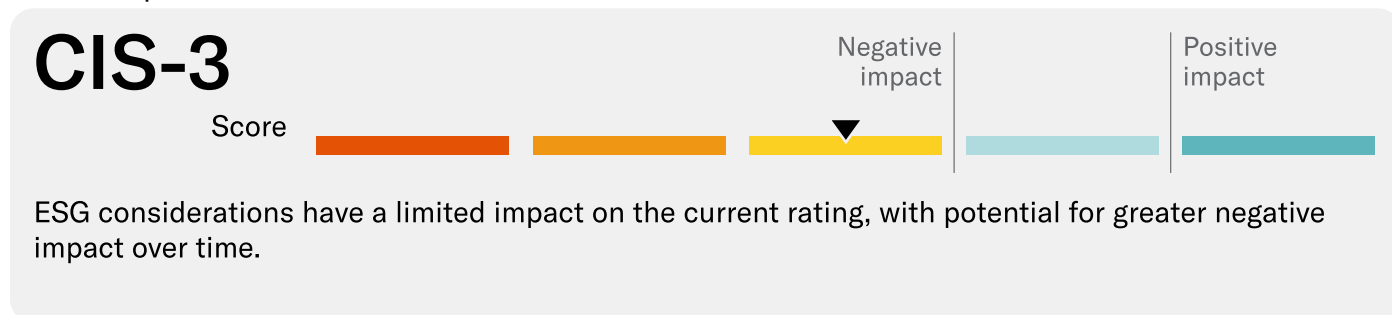 CIS-3
Negative
impact
Positive
impact
Score
ESG considerations have a limited impact on the current rating, with potential for greater negative
impact over time.